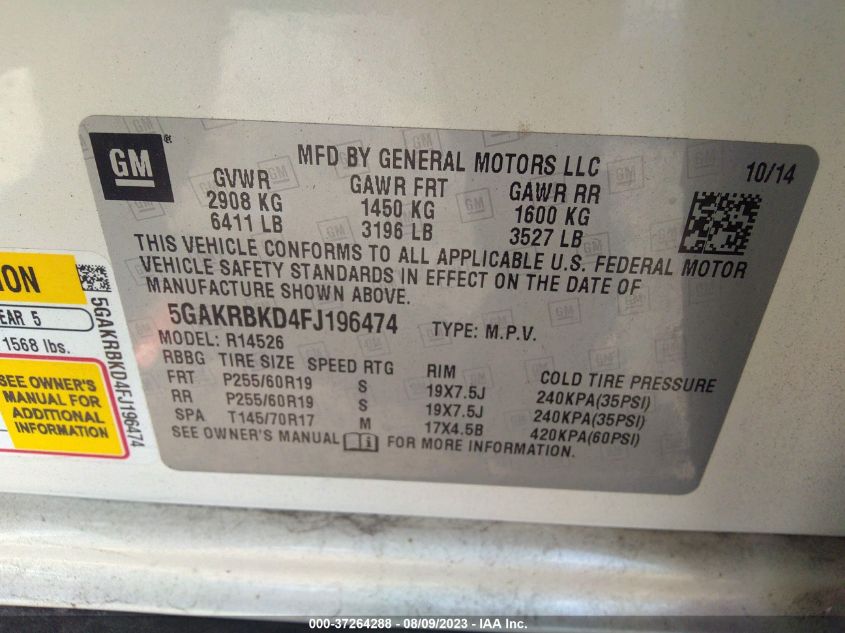 GM ®
MFD BY GENERAL MOTORS LLC
10/14
GVWR GAWR FRT GAWR RR
2908 KG 1450 KG 1600 KG
6411 LB 3196 LB 3527 LB
THIS VEHICLE CONFORMS TO ALL APPLICABLE U.S. FEDERAL MOTOR
VEHICLE SAFETY STANDARDS IN EFFECT ON THE DATE OF
MANUFACTURE SHOWN ABOVE.
5GAKRBKD4FJ196474 TYPE: M.P.V.
MODEL: R14526
RBBG TIRE SIZE SPEED RTG RIM COLD TIRE PRESSURE
FRT P255/60R19 S 19X7.5J 240KPA(35PSI)
RR P255/60R19 S 19X7.5J 240KPA(35PSI)
SPA T145/70R17 M 17X4.5B 420KPA(60PSI)
SEE OWNER'S MANUAL FOR MORE INFORMATION.
EAR 5
1568 lbs.
SEE OWNER'S
MANUAL FOR
ADDITIONAL
INFORMATION
5GAKRBKD4FJ196474
000-37264288 - 08/09/2023 - IAA Inc.